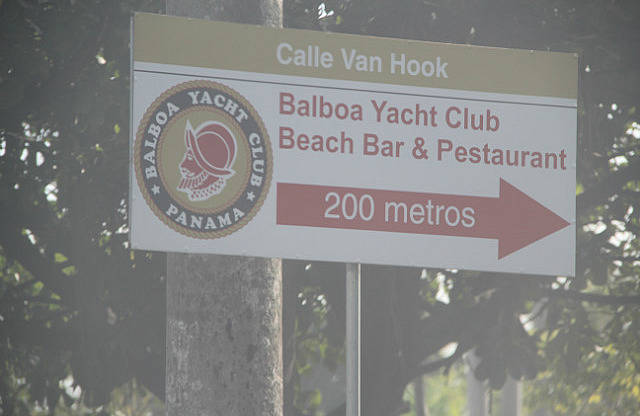 Calle Van Hook
BALBOA YACHT CLUB
PANAMA
Balboa Yacht Club
Beach Bar & Pestaurant
200 metros